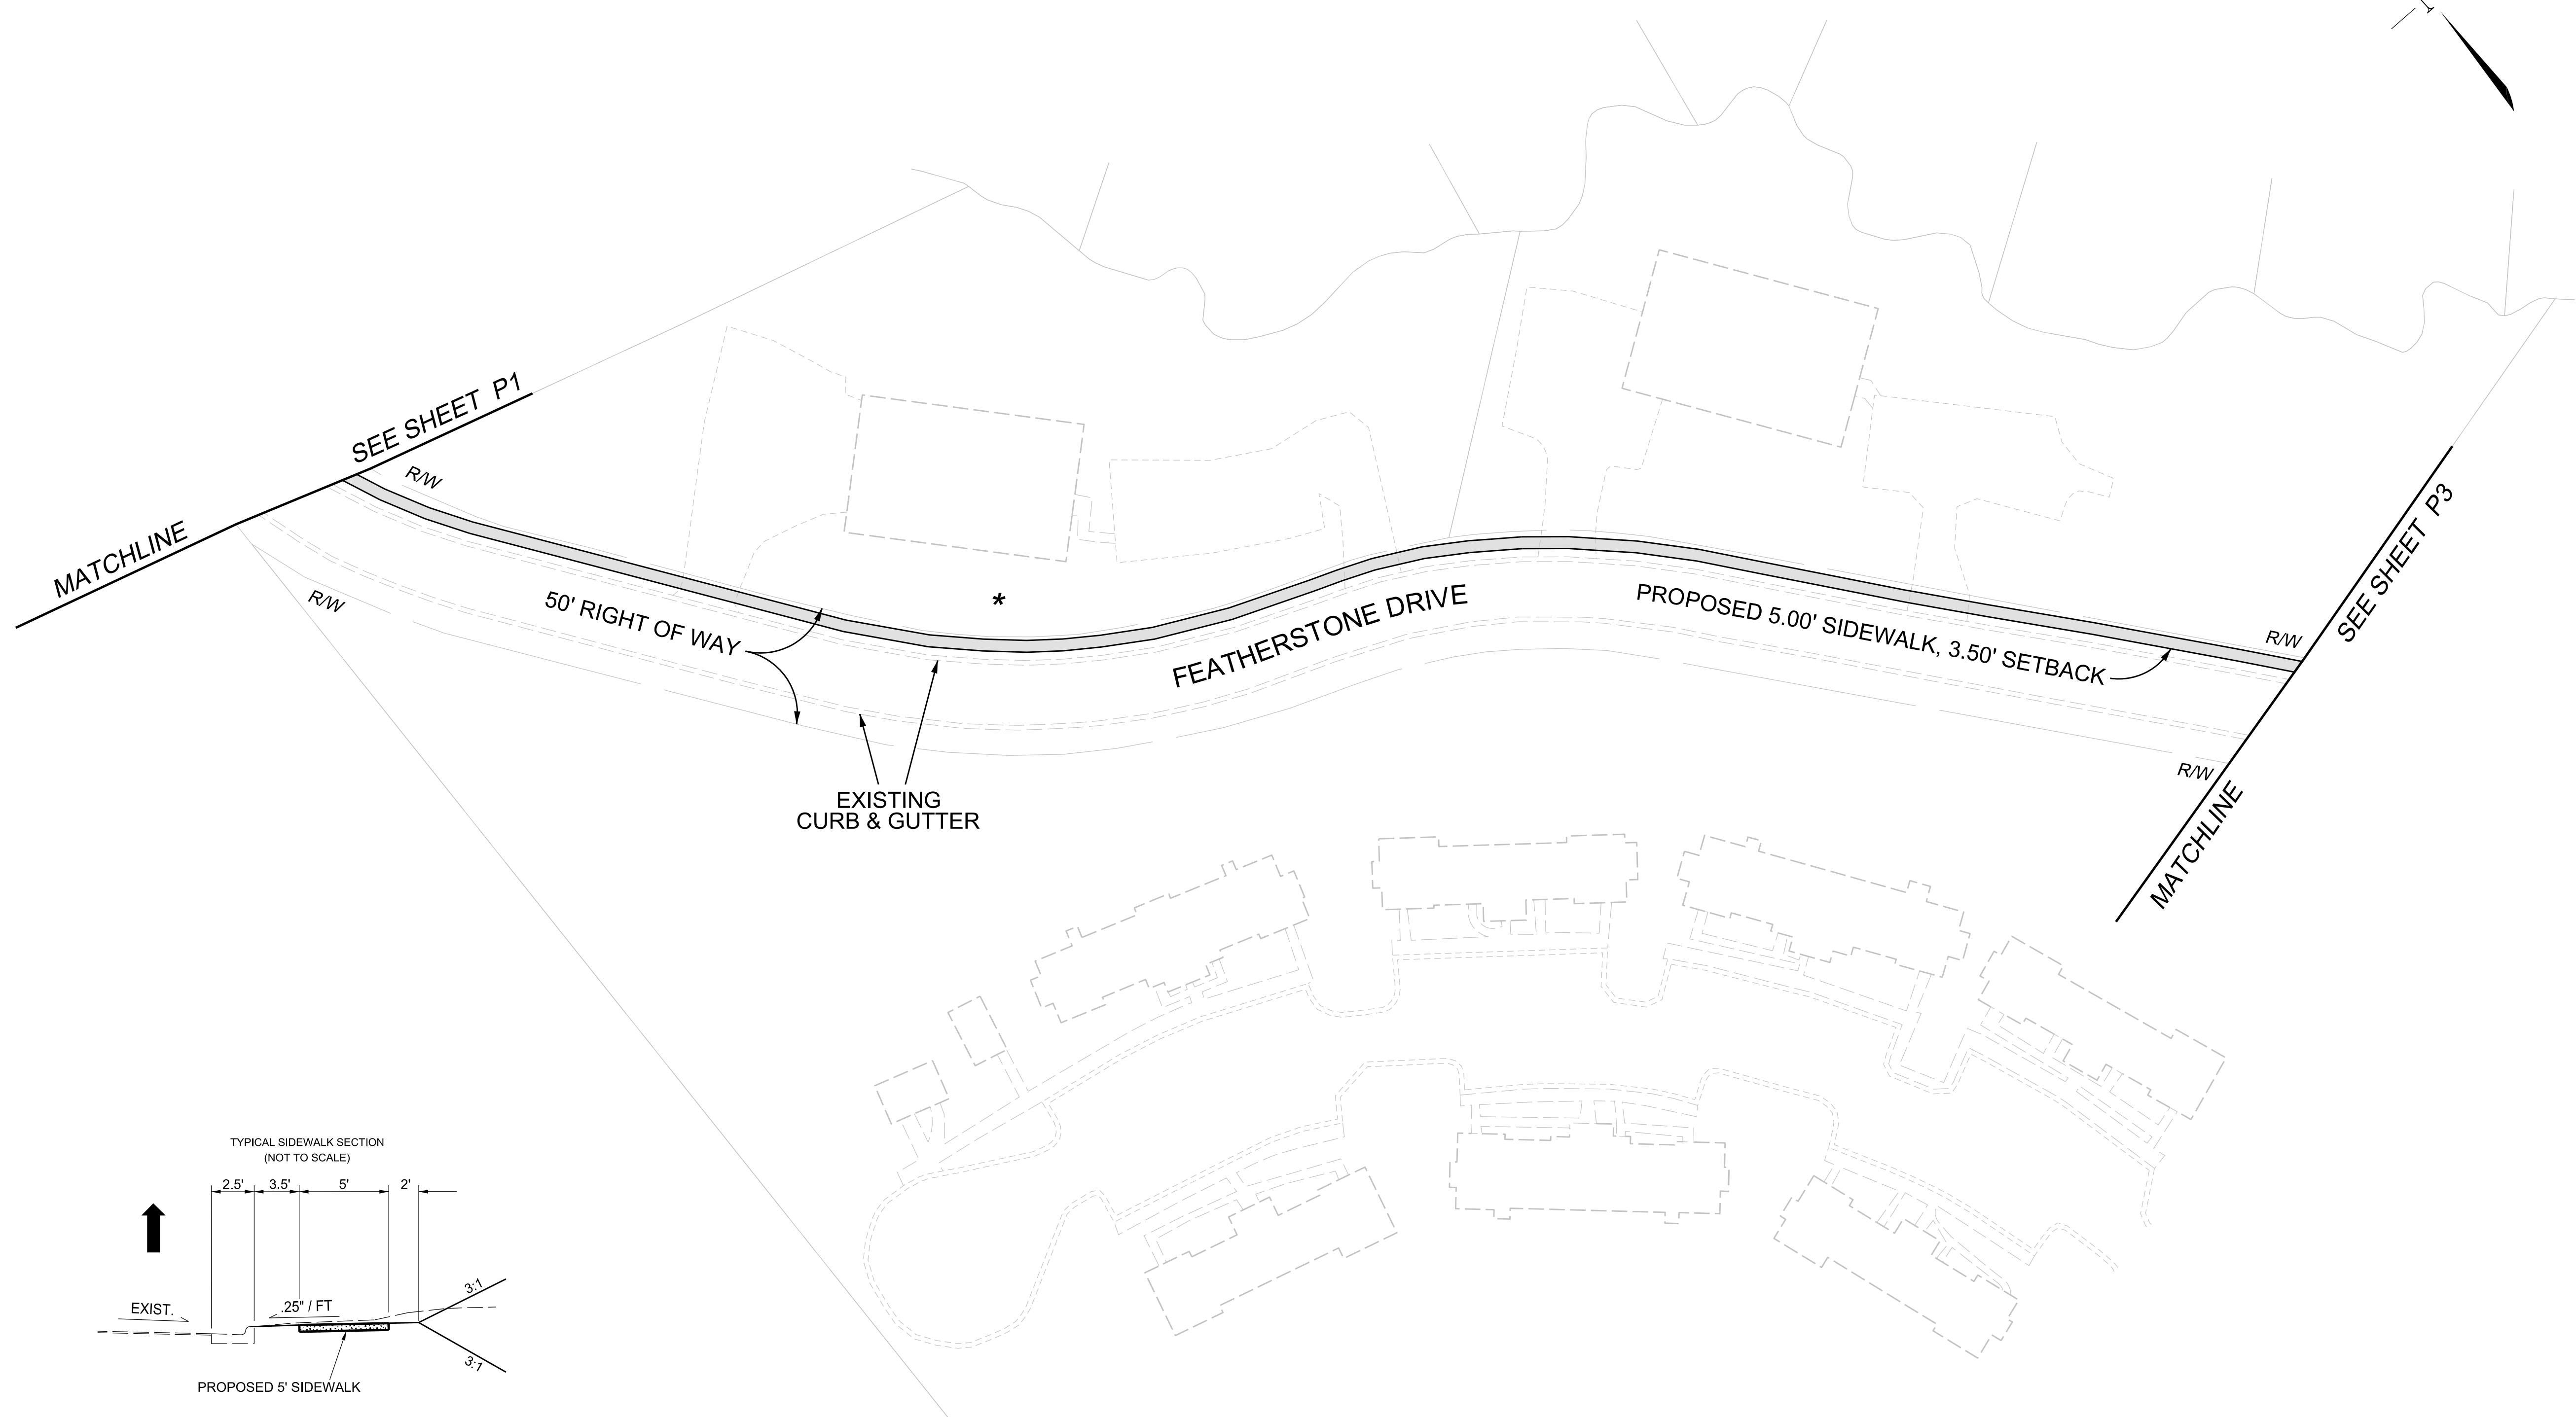 SEE SHEET P1
MATCHLINE
R/W
R/W
50' RIGHT OF WAY
*
FEATHERSTONE DRIVE
PROPOSED 5.00' SIDEWALK, 3.50' SETBACK
R/W
R/W
SEE SHEET P3
MATCHLINE
EXISTING
CURB & GUTTER
TYPICAL SIDEWALK SECTION
(NOT TO SCALE)
2.5' 3.5' 5' 2'
EXIST.
.25" / FT
3:1
3:1
PROPOSED 5' SIDEWALK